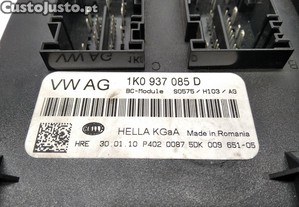 CustoJusto.pt
VW AG 1K0 937 085 D
BC-Module S0575 / H103 / AG
HELLA
HELLA KGaA Made in Romania
HRE 30 01 10 P402 0087 5DK 009 651-05